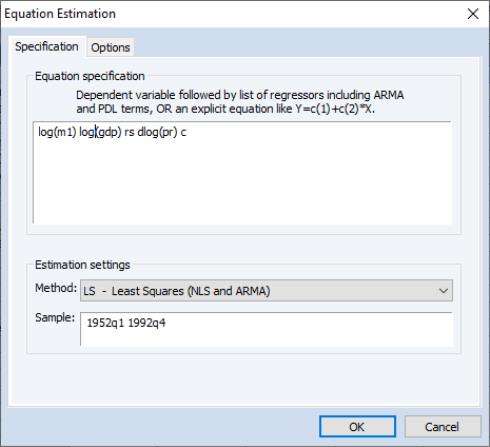 Equation Estimation
Specification Options
Equation specification
Dependent variable followed by list of regressors including ARMA
and PDL terms, OR an explicit equation like Y=c(1)+c(2)*X.
log(m1) log(gdp) rs dlog(pr) c
Estimation settings
Method: LS - Least Squares (NLS and ARMA)
Sample: 1952q1 1992q4
OK Cancel